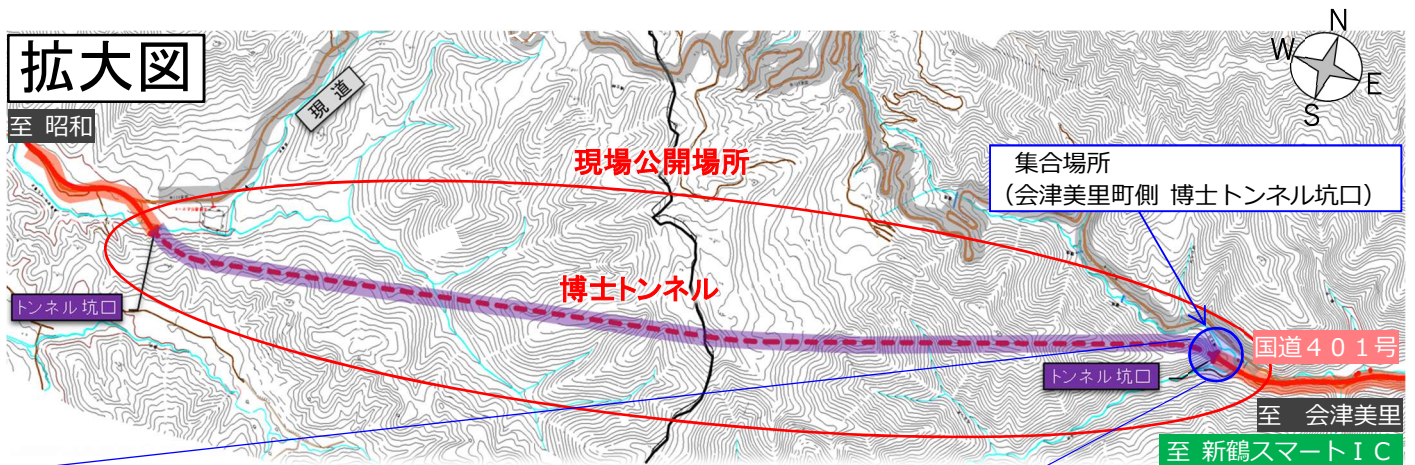 拡大図
至 昭和
現 道
N
W
E
S
現場公開場所
集合場所
(会津美里町側 博士トンネル坑口)
博士トンネル
トンネル坑口
国道401号
トンネル坑口
至 会津美里
至 新鶴スマートIC